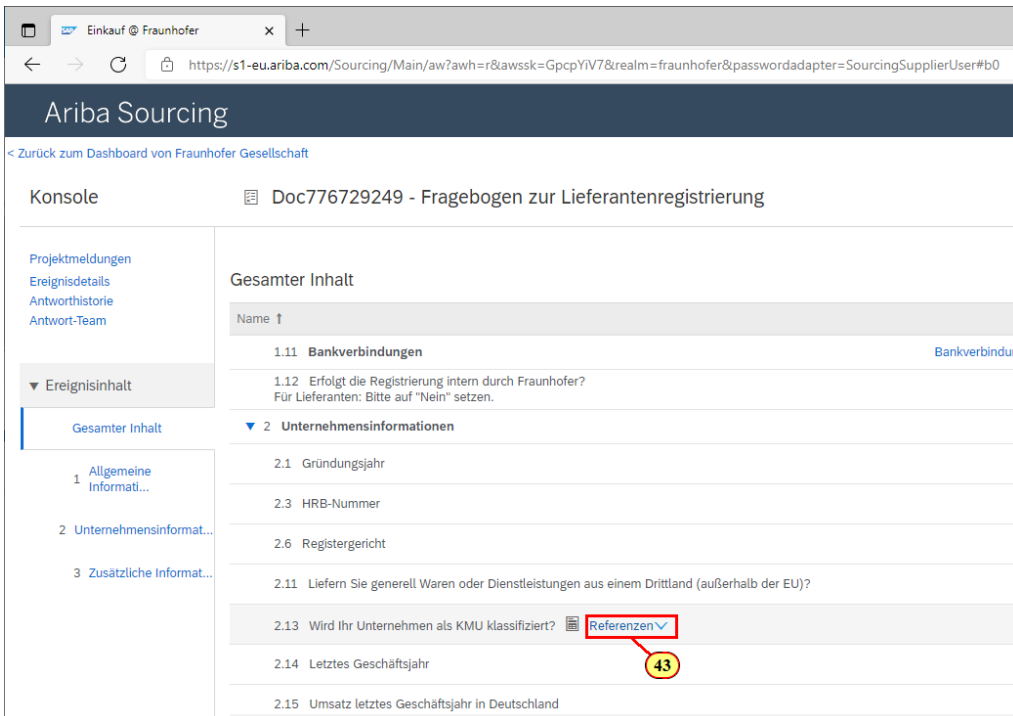 SAP Einkauf @ Fraunhofer
https://s1-eu.ariba.com/Sourcing/Main/aw?awh=r&awssk=GpcpYiV7&realm=fraunhofer&passwordadapter=SourcingSupplierUser#b0
Ariba Sourcing
< Zurück zum Dashboard von Fraunhofer Gesellschaft
Konsole
Doc776729249 - Fragebogen zur Lieferantenregistrierung
Projektmeldungen
Ereignisdetails
Antworthistorie
Antwort-Team
▼ Ereignisinhalt
Gesamter Inhalt
1 Allgemeine
Informati...
2 Unternehmensinformat...
3 Zusätzliche Informat...
Gesamter Inhalt
Name ↑
1.11 Bankverbindungen Bankverbindu
1.12 Erfolgt die Registrierung intern durch Fraunhofer?
Für Lieferanten: Bitte auf "Nein" setzen.
▼ 2 Unternehmensinformationen
2.1 Gründungsjahr
2.3 HRB-Nummer
2.6 Registergericht
2.11 Liefern Sie generell Waren oder Dienstleistungen aus einem Drittland (außerhalb der EU)?
2.13 Wird Ihr Unternehmen als KMU klassifiziert? Referenzen
43
2.14 Letztes Geschäftsjahr
2.15 Umsatz letztes Geschäftsjahr in Deutschland